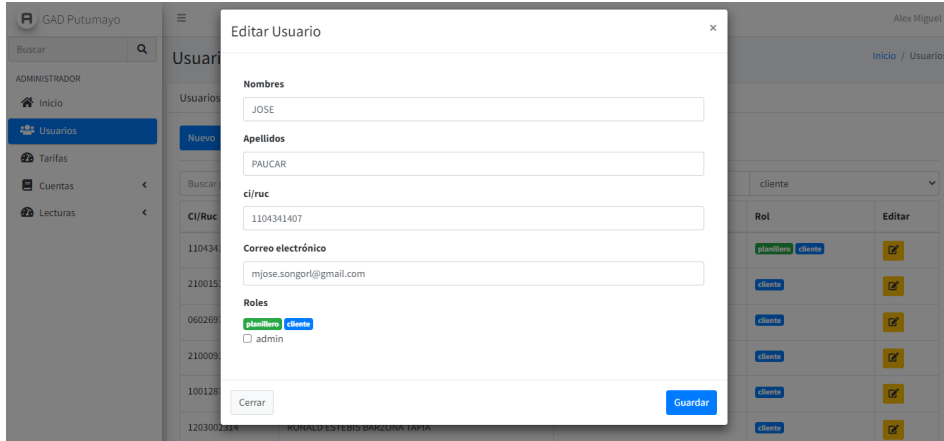 GAD Putumayo
Alex Miguel
Buscar
ADMINISTRADOR
Inicio
Usuarios
Tarifas
Cuentas
Lecturas
Usuari
Inicio / Usuarios
Usuarios
Nuevo
Buscar
cliente
CI/Ruc
Rol
Editar
110434
planillero cliente
210015
cliente
060269
cliente
210009
cliente
100128
cliente
1203002314
RONALD ESTEBIS BARZONA TAPIA
cliente
Editar Usuario
×
Nombres
JOSE
Apellidos
PAUCAR
ci/ruc
1104341407
Correo electrónico
mjose.songorl@gmail.com
Roles
planillero cliente
admin
Cerrar
Guardar